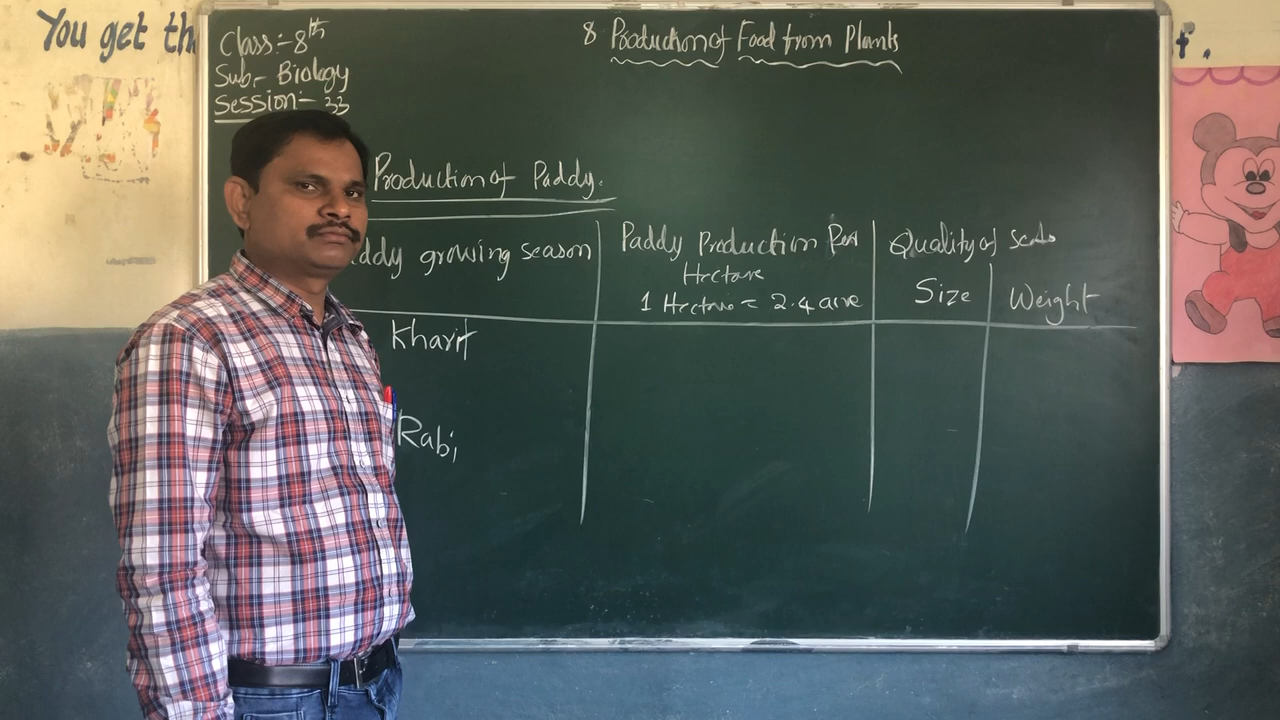 You get th
f.
Class:-8th
Sub:- Biology
Session:- 33
8 Production of Food from Plants
Production of Paddy.
addy growing season
Paddy Production Per
Hectare
1 Hectare = 2.4 acre
Quality of seeds
Size
Weight
Kharif
Rabi